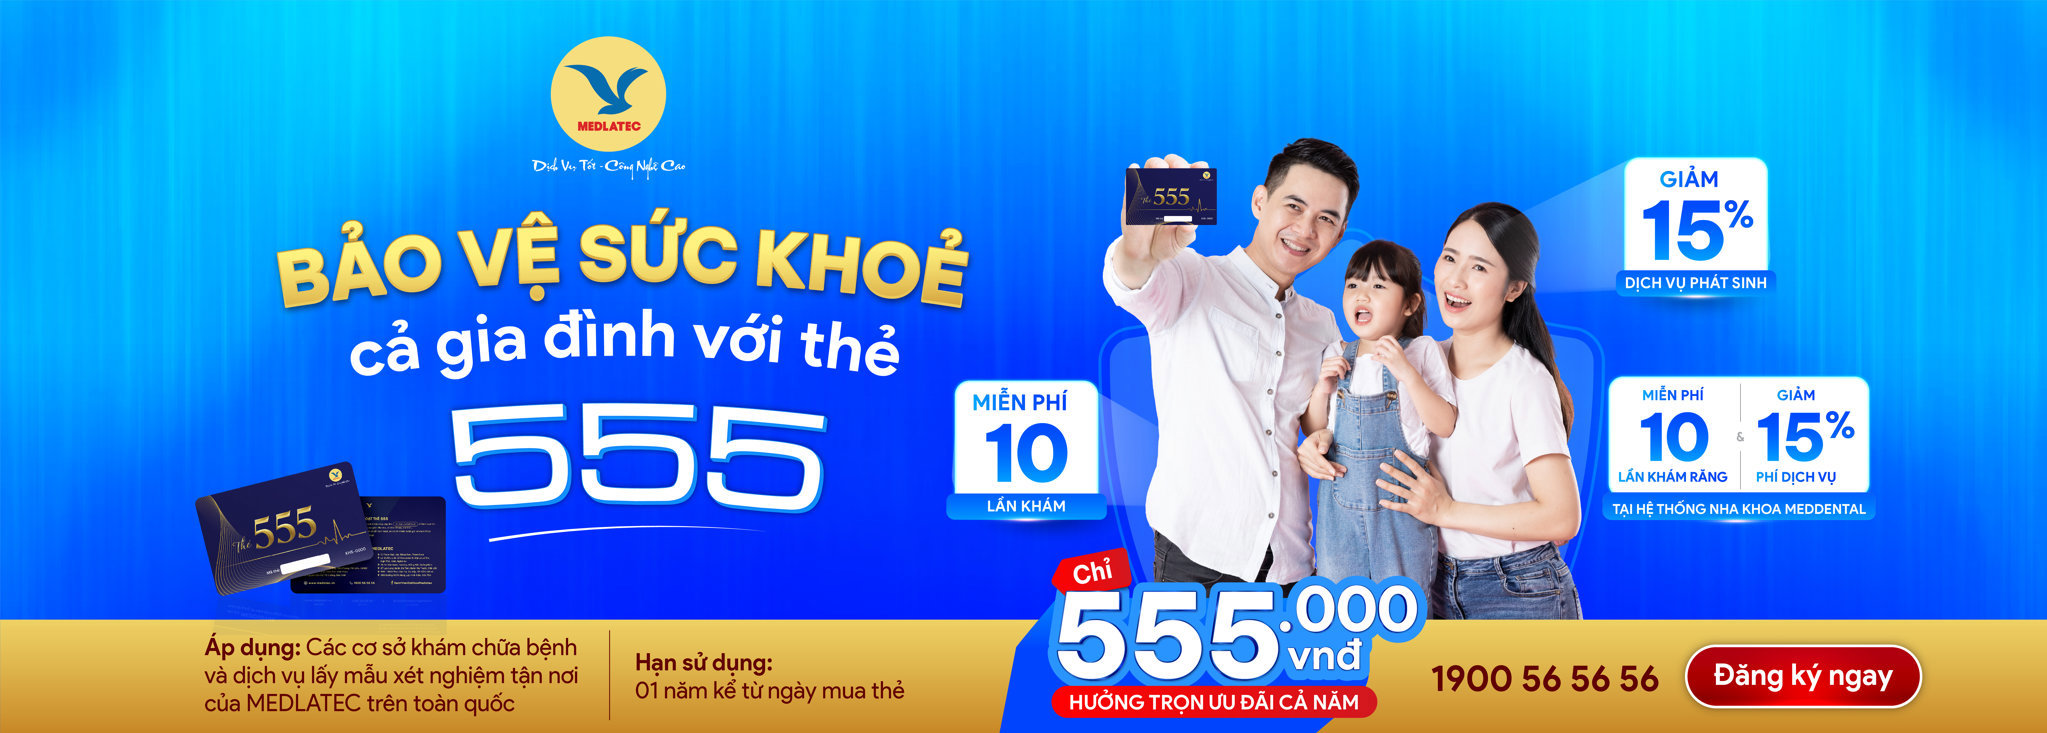 MEDLATEC
Dịch Vụ Tốt - Công Nghệ Cao
BẢO VỆ SỨC KHOẺ
cả gia đình với thẻ
555
Thẻ 555
Thẻ 555
MEDLATEC
MIỄN PHÍ
10
LẦN KHÁM
GIẢM
15%
DỊCH VỤ PHÁT SINH
MIỄN PHÍ
10
LẦN KHÁM RĂNG
&
GIẢM
15%
PHÍ DỊCH VỤ
TẠI HỆ THỐNG NHA KHOA MEDDENTAL
Áp dụng: Các cơ sở khám chữa bệnh
và dịch vụ lấy mẫu xét nghiệm tận nơi
của MEDLATEC trên toàn quốc
Hạn sử dụng:
01 năm kể từ ngày mua thẻ
Chỉ
555.000
vnđ
HƯỞNG TRỌN ƯU ĐÃI CẢ NĂM
1900 56 56 56
Đăng ký ngay